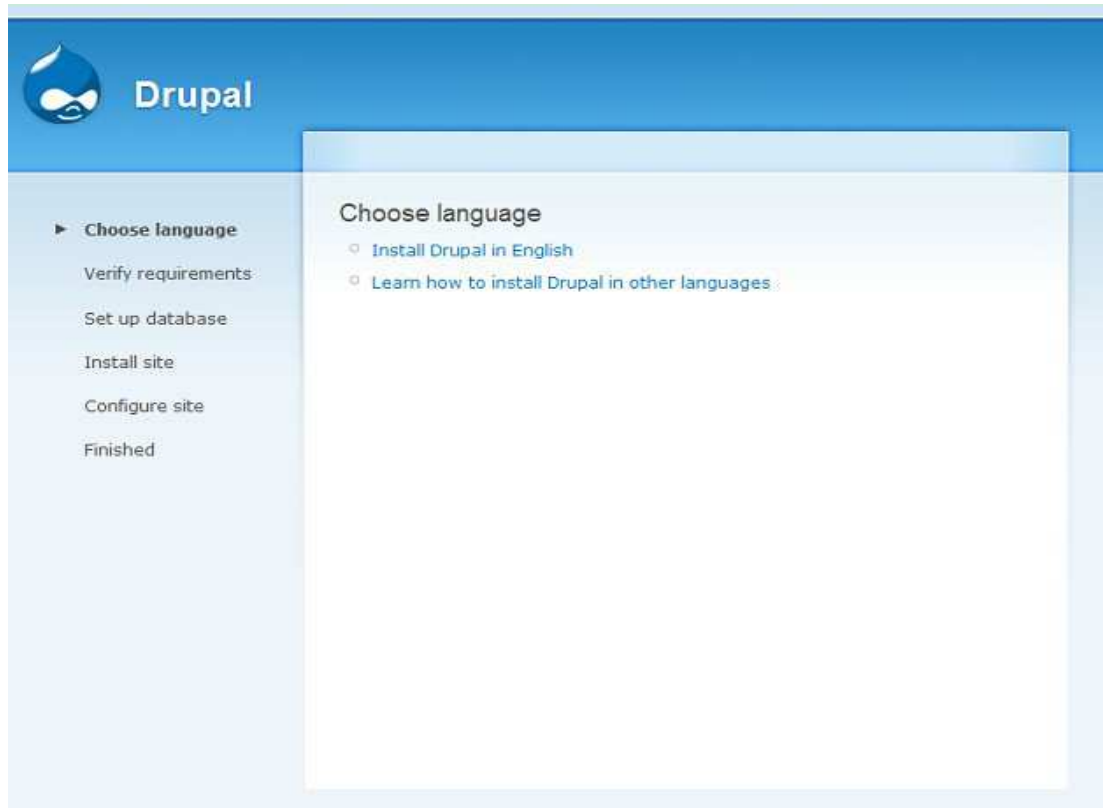 Drupal
Choose language
Verify requirements
Set up database
Install site
Configure site
Finished
Choose language
Install Drupal in English
Learn how to install Drupal in other languages